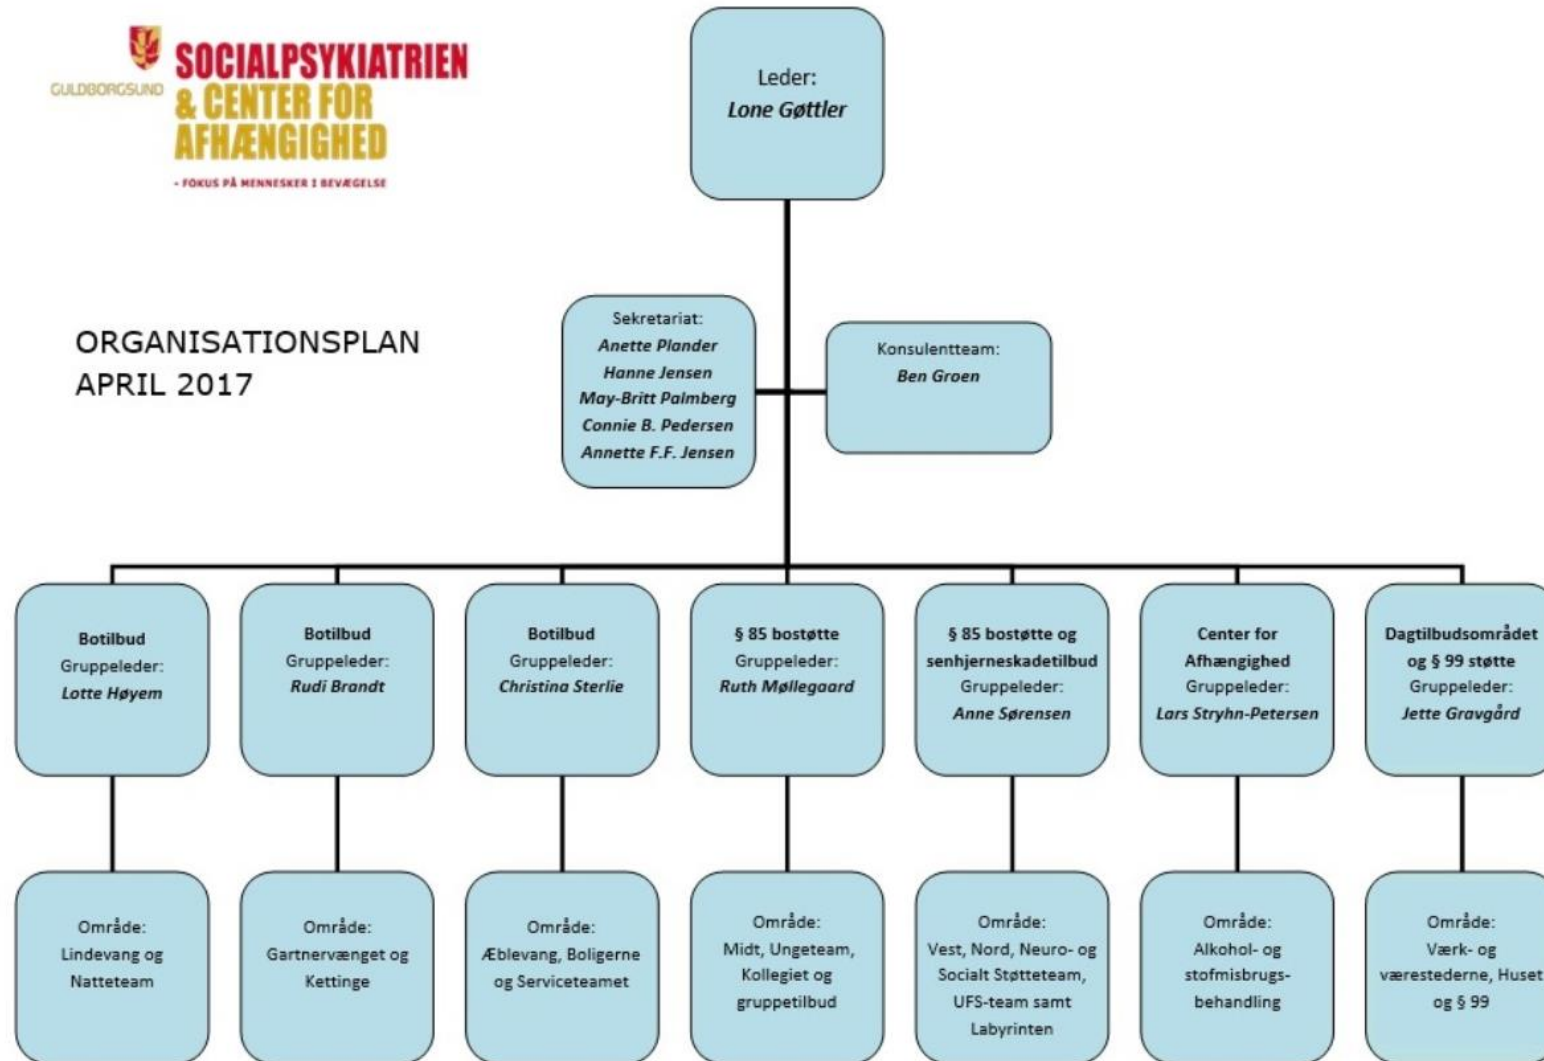 GULDBORGSUND
SOCIALPSYKIATRIEN
& CENTER FOR
AFHÆNGIGHED
- FOKUS PÅ MENNESKER I BEVÆGELSE
ORGANISATIONSPLAN
APRIL 2017
Leder:
Lone Gøttler
Sekretariat:
Anette Plander
Hanne Jensen
May-Britt Palmberg
Connie B. Pedersen
Annette F.F. Jensen
Konsulentteam:
Ben Groen
Botilbud
Gruppeleder:
Lotte Høyem
Botilbud
Gruppeleder:
Rudi Brandt
Botilbud
Gruppeleder:
Christina Sterlie
§ 85 bostøtte
Gruppeleder:
Ruth Møllegaard
§ 85 bostøtte og
senhjerneskadetilbud
Gruppeleder:
Anne Sørensen
Center for
Afhængighed
Gruppeleder:
Lars Stryhn-Petersen
Dagtilbudsområdet
og § 99 støtte
Gruppeleder:
Jette Gravgård
Område:
Lindevang og
Natteteam
Område:
Gartnervænget og
Kettinge
Område:
Æblevang, Boligerne
og Serviceteamet
Område:
Midt, Ungeteam,
Kollegiet og
gruppetilbud
Område:
Vest, Nord, Neuro- og
Socialt Støtteteam,
UFS-team samt
Labyrinten
Område:
Alkohol- og
stofmisbrugs-
behandling
Område:
Værk- og
værestederne, Huset
og § 99